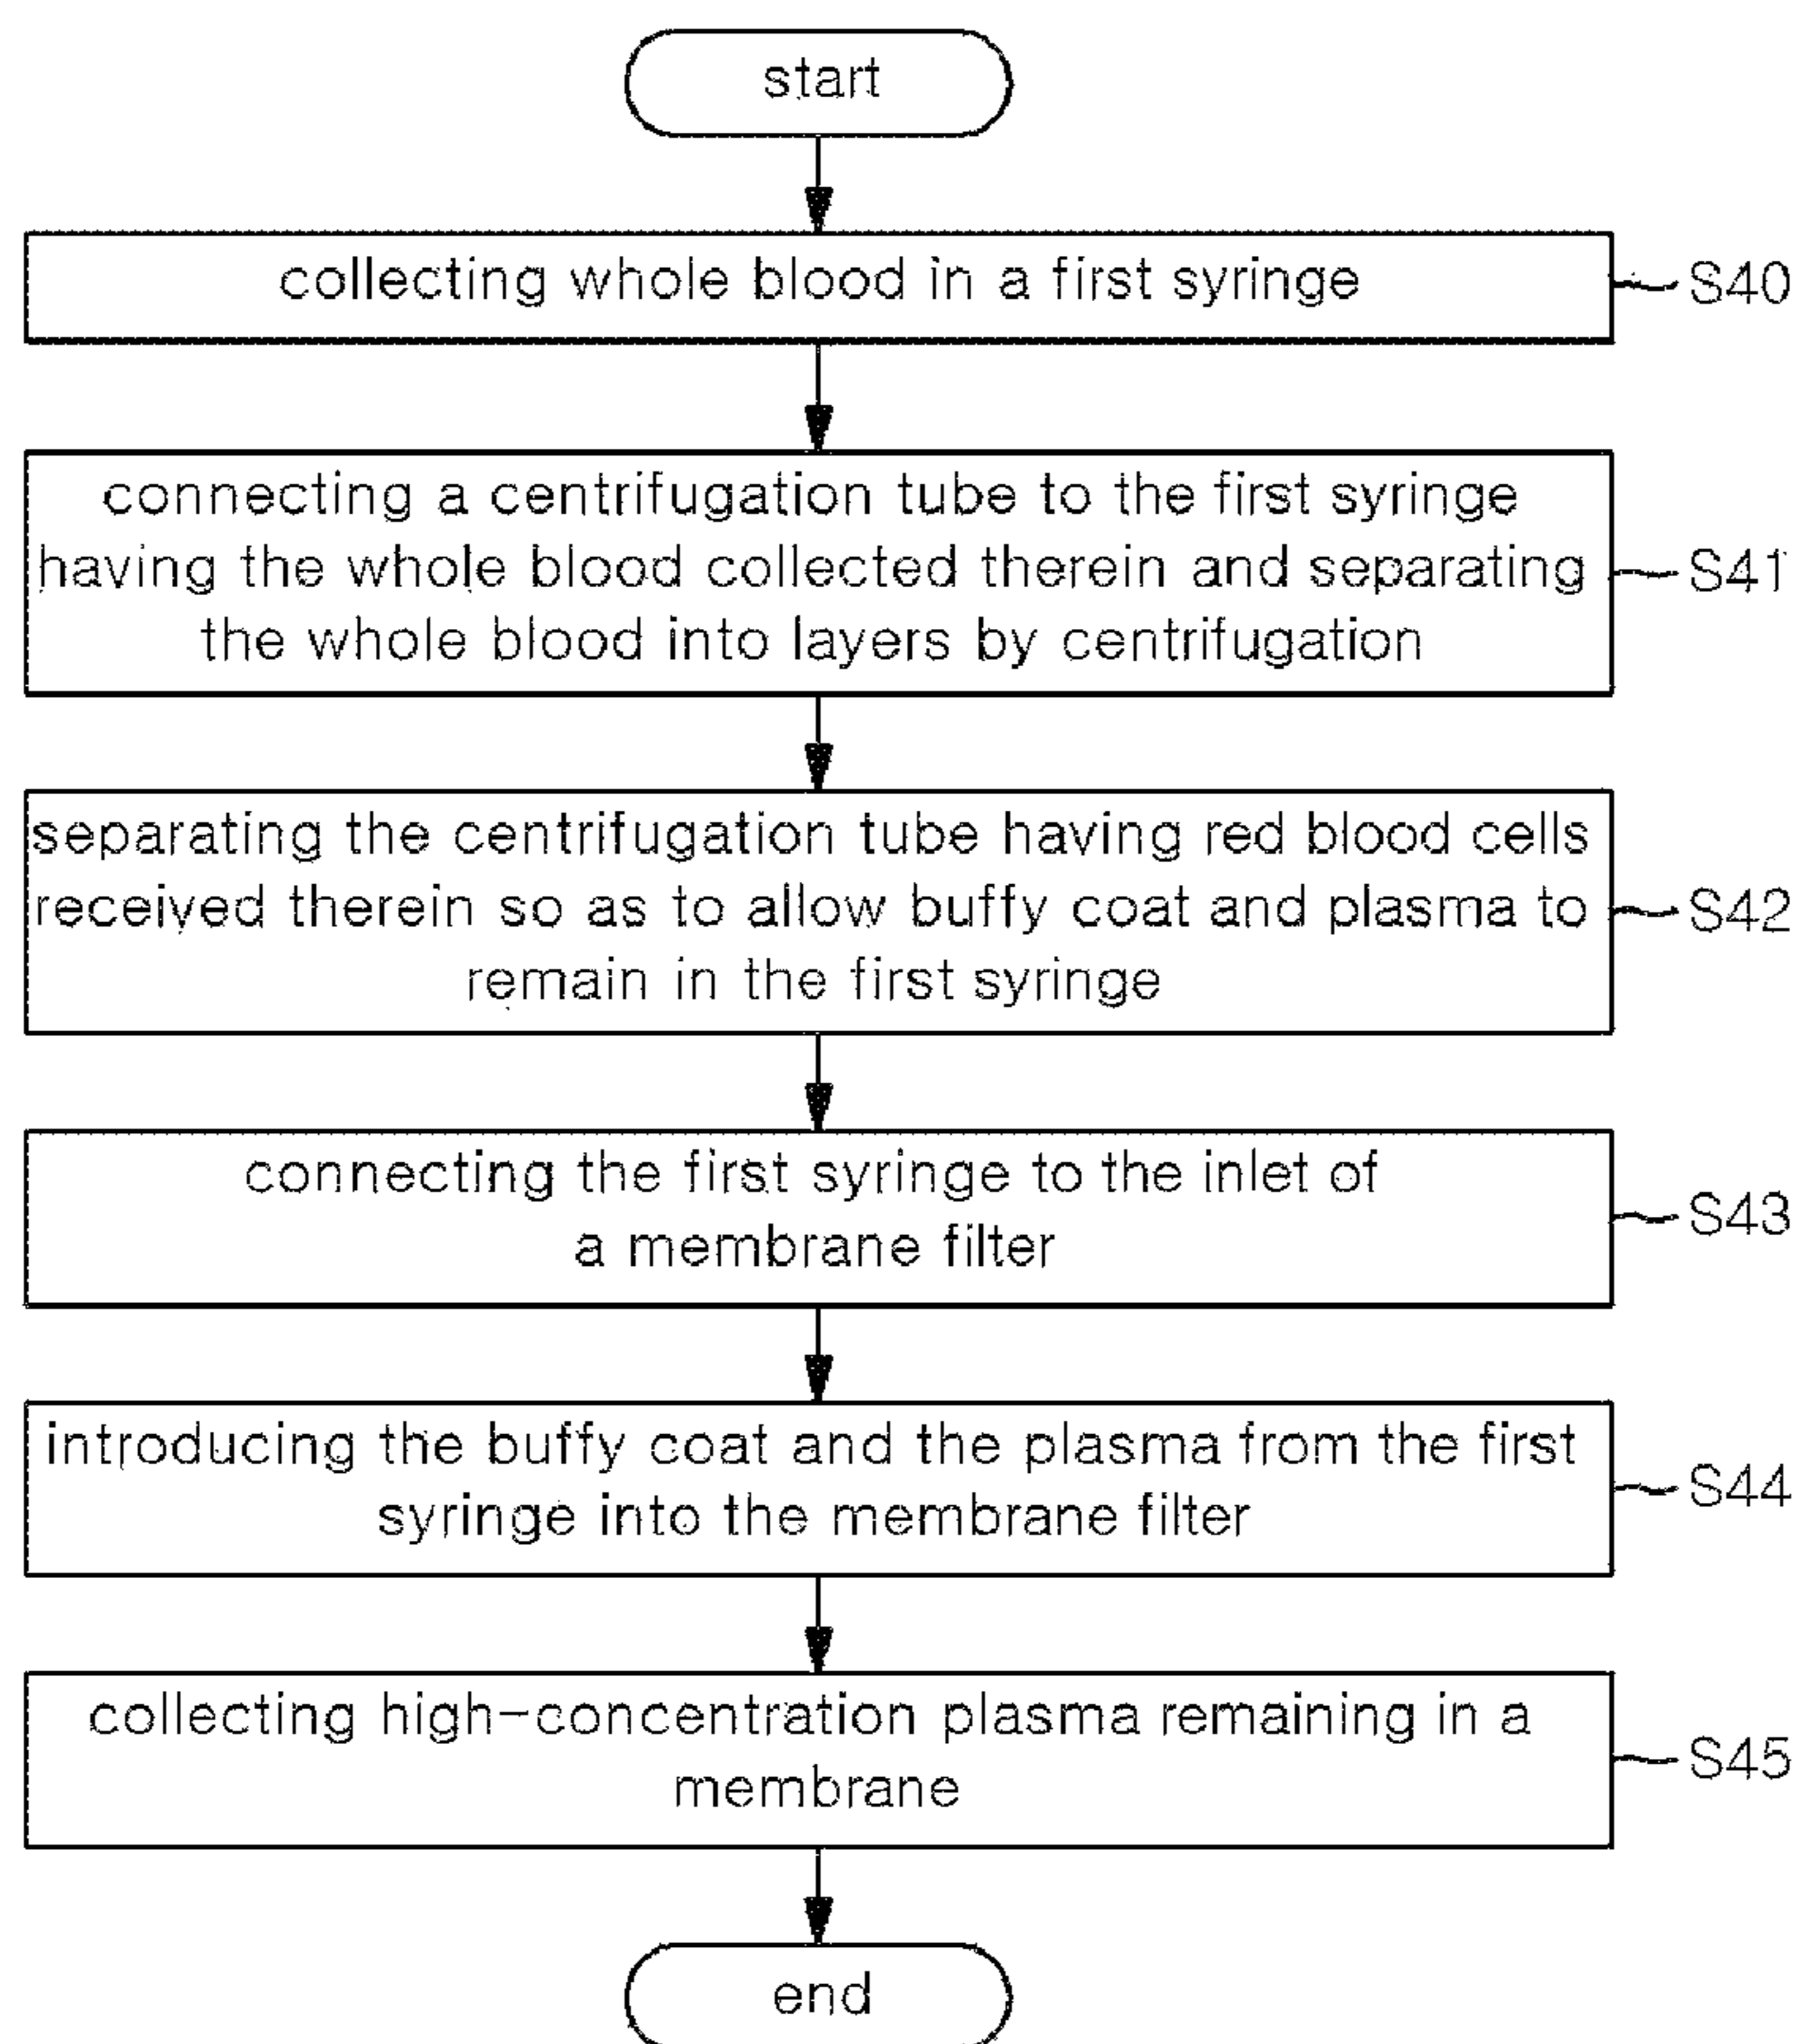 start
collecting whole blood in a first syringe
S40
connecting a centrifugation tube to the first syringe
having the whole blood collected therein and separating
the whole blood into layers by centrifugation
S41
separating the centrifugation tube having red blood cells
received therein so as to allow buffy coat and plasma to
remain in the first syringe
S42
connecting the first syringe to the inlet of
a membrane filter
S43
introducing the buffy coat and the plasma from the first
syringe into the membrane filter
S44
collecting high-concentration plasma remaining in a
membrane
S45
end